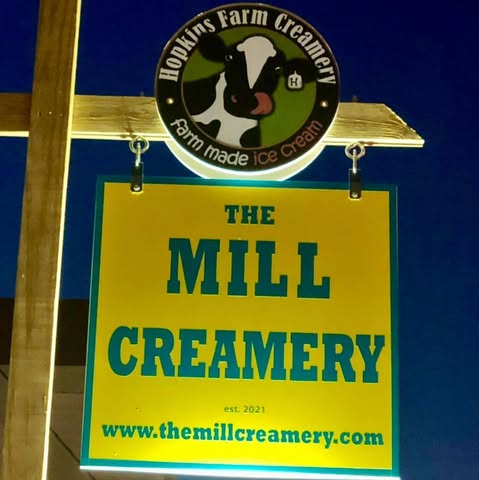 Hopkins Farm Creamery
H
farm made ice cream
THE
MILL
CREAMERY
est. 2021
www.themillcreamery.com